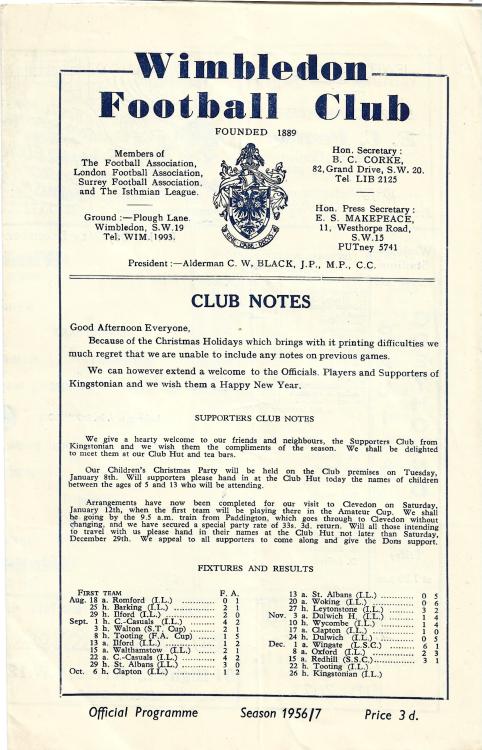 Wimbledon
Football Club
FOUNDED 1889
Members of
The Football Association,
London Football Association,
Surrey Football Association,
and The Isthmian League.
Ground :—Plough Lane.
Wimbledon, S.W.19
Tel. WIM. 1993.
Hon. Secretary :
B. C. CORKE,
82, Grand Drive, S.W. 20.
Tel LIB 2125
Hon. Press Secretary :
E. S. MAKEPEACE,
11, Westhorpe Road,
S.W.15
PUTney 5741
President :—Alderman C. W. BLACK, J.P., M.P., C.C.
CLUB NOTES
Good Afternoon Everyone,
Because of the Christmas Holidays which brings with it printing difficulties we
much regret that we are unable to include any notes on previous games.
We can however extend a welcome to the Officials. Players and Supporters of
Kingstonian and we wish them a Happy New Year.
SUPPORTERS CLUB NOTES
We give a hearty welcome to our friends and neighbours, the Supporters Club from
Kingstonian and we wish them the compliments of the season. We shall be delighted
to meet them at our Club Hut and tea bars.
Our Children's Christmas Party will be held on the Club premises on Tuesday,
January 8th. Will supporters please hand in at the Club Hut today the names of children
between the ages of 5 and 13 who will be attending.
Arrangements have now been completed for our visit to Clevedon on Saturday,
January 12th, when the first team will be playing there in the Amateur Cup. We shall
be going by the 9.5 a.m. train from Paddington, which goes through to Clevedon without
changing, and we have secured a special party rate of 33s. 3d. return. Will all those intending
to travel with us please hand in their names at the Club Hut not later than Saturday,
December 29th. We appeal to all supporters to come along and give the Dons support.
FIXTURES AND RESULTS
FIRST TEAM F. A.
Aug. 18 a. Romford (I.L.) ............ 0 1
25 h. Barking (I.L.) ............ 2 1
29 h. Ilford (I.L.) ............ 2 0
Sept. 1 h. C.-Casuals (I.L.) ............ 4 2
3 h. Walton (S.T. Cup) ............ 2 1
8 h. Tooting (F.A. Cup) ............ 1 5
13 a. Ilford (I.L.) ............ 1 2
15 a. Walthamstow (I.L.) ............ 2 1
22 a. C.-Casuals (I.L.) ............ 4 2
29 h. St. Albans (I.L.) ............ 3 0
Oct. 6 h. Clapton (I.L.) ............ 1 2
13 a. St. Albans (I.L.) ............ 0 5
20 a. Woking (I.L.) ............ 0 6
27 h. Leytonstone (I.L.) ............ 3 2
Nov. 3 a. Dulwich H. (I.L.) ............ 1 4
10 h. Wycombe (I.L.) ............ 1 4
17 a. Clapton (I.L.) ............ 1 0
24 h. Dulwich (I.L.) ............ 0 5
Dec. 1 a. Wingate (L.S.C.) ............ 6 1
8 a. Oxford (I.L.) ............ 2 3
15 a. Redhill (S.S.C.) ............ 3 1
22 h. Tooting (I.L.)
26 h. Kingstonian (I.L.)
Official Programme Season 1956/7 Price 3 d.